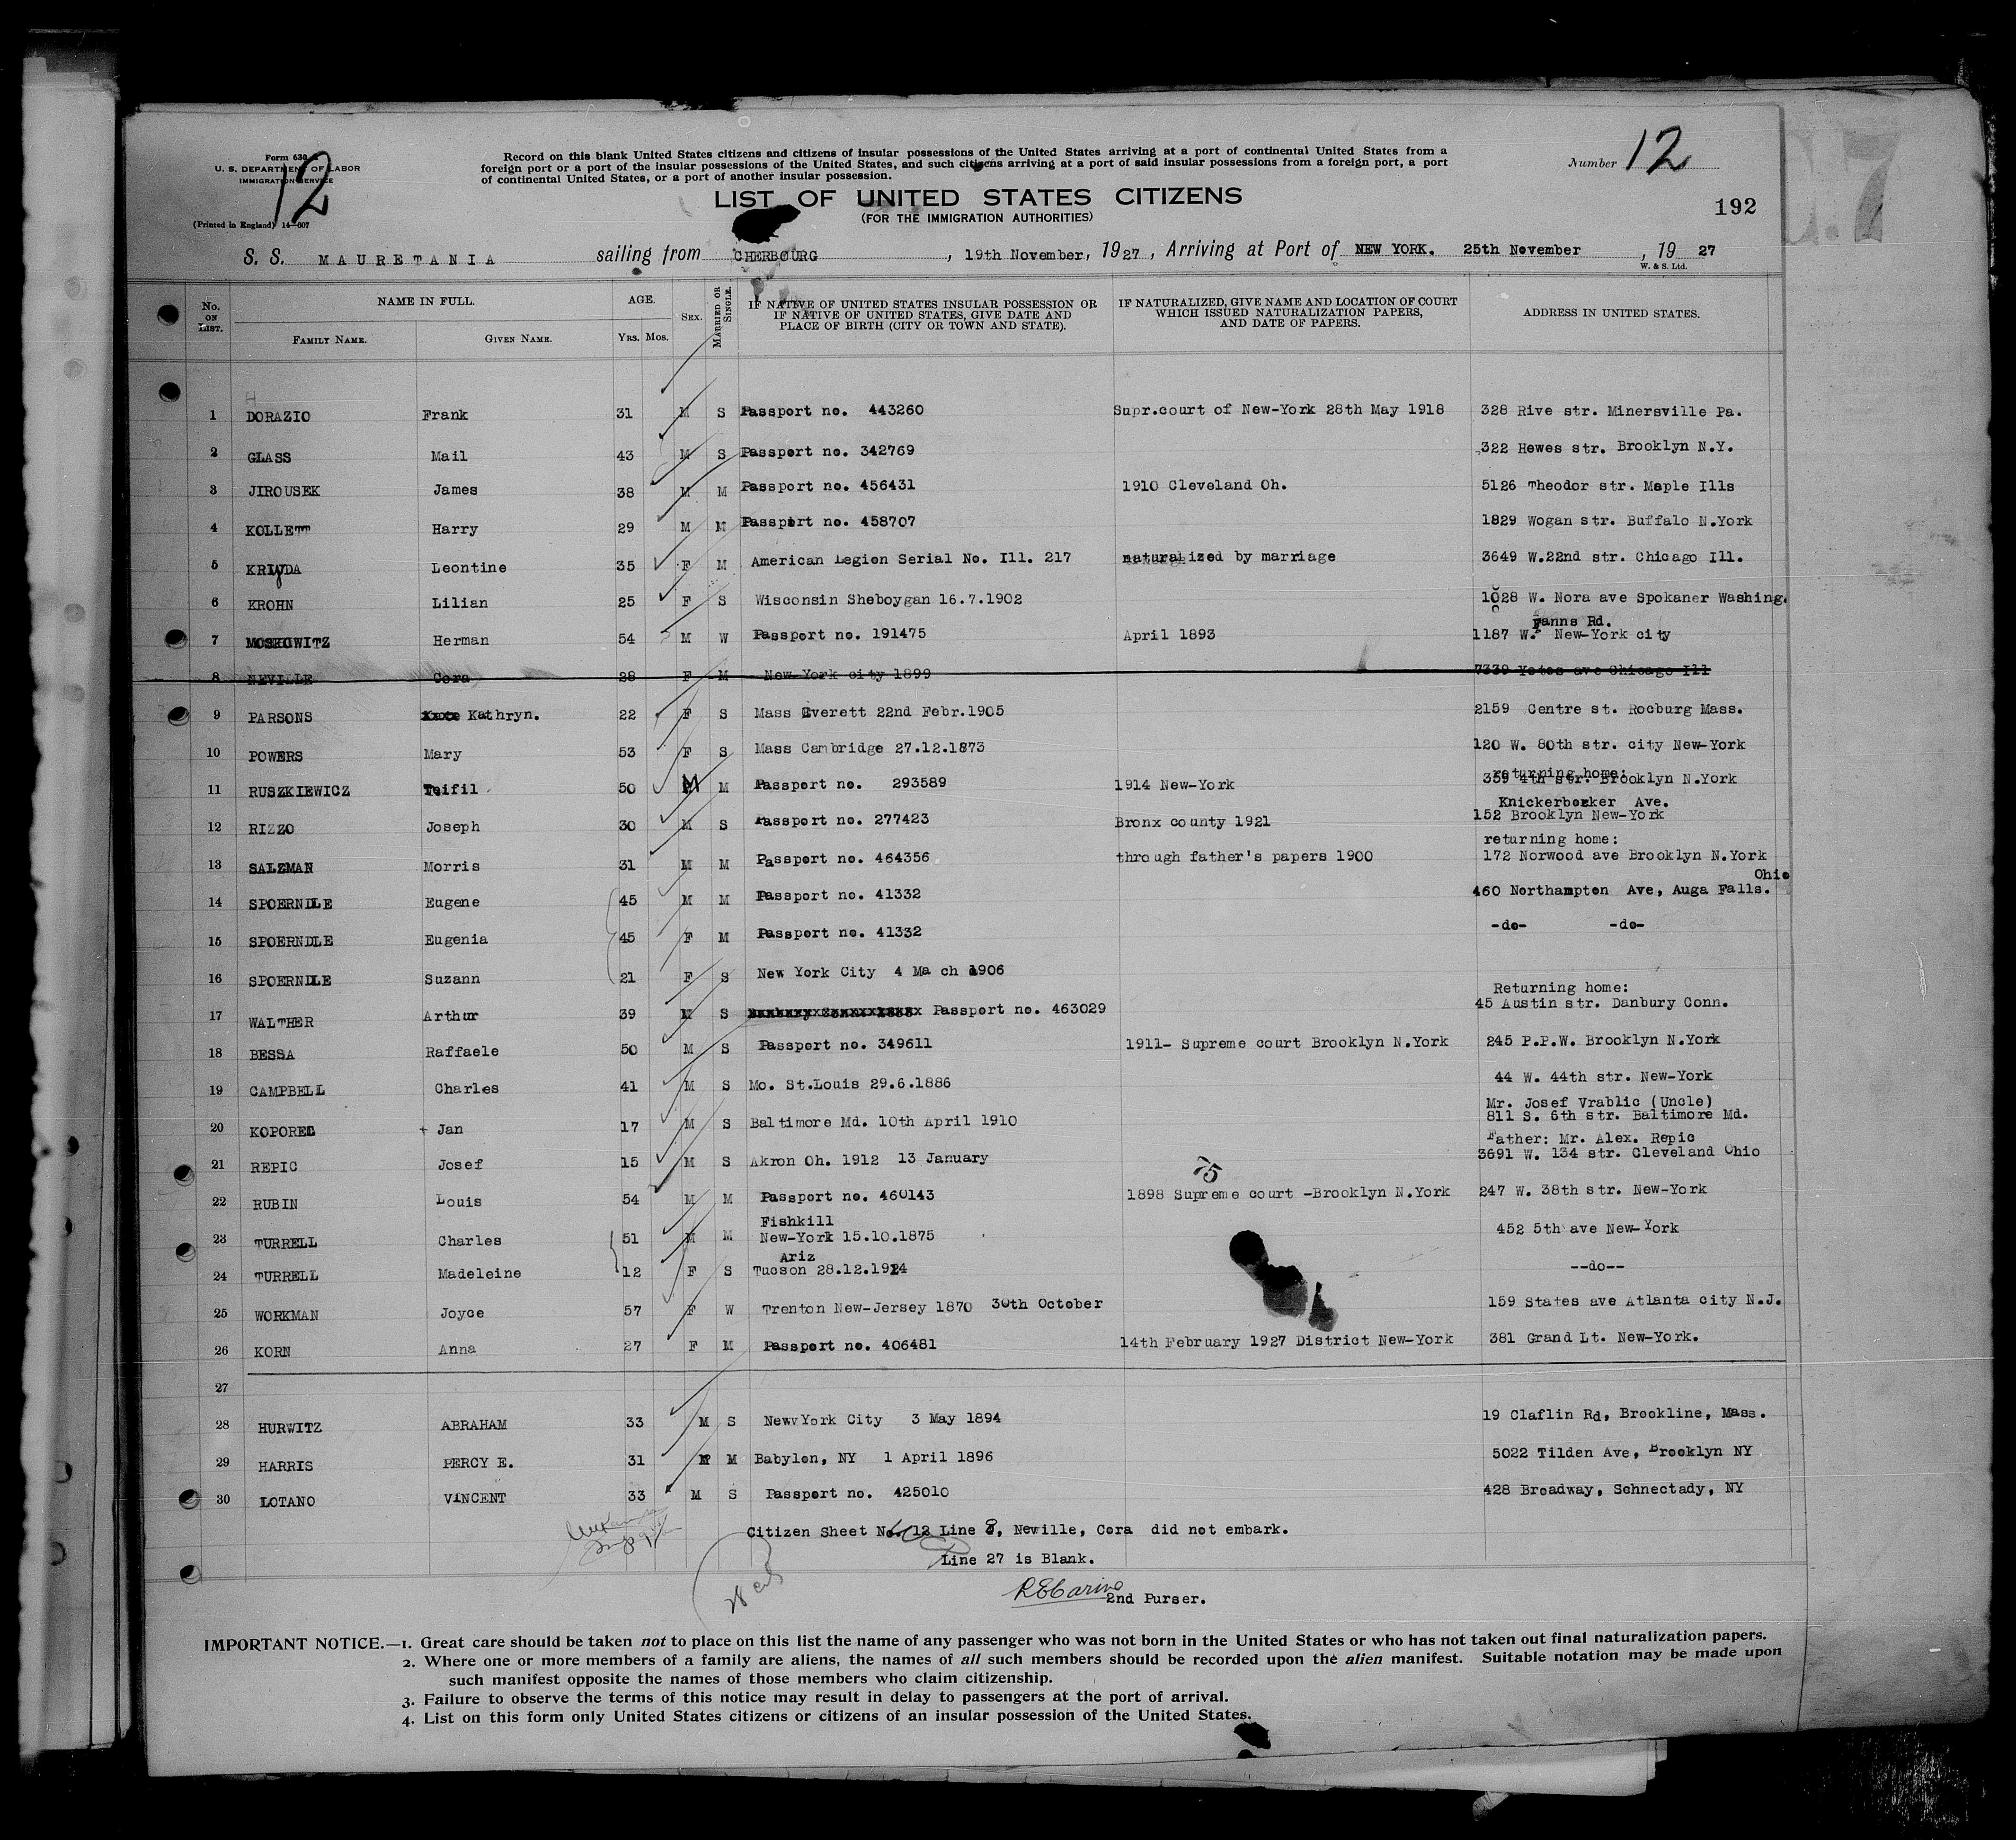 Form 630
U. S. DEPARTMENT OF LABOR
IMMIGRATION SERVICE
(Printed in England) 14—607
12
Record on this blank United States citizens and citizens of insular possessions of the United States arriving at a port of continental United States from a
foreign port or a port of the insular possessions of the United States, and such citizens arriving at a port of said insular possessions from a foreign port, a port
of continental United States, or a port of another insular possession.
Number 12
LIST OF UNITED STATES CITIZENS
(FOR THE IMMIGRATION AUTHORITIES)
192
S. S. MAURETANIA sailing from CHERBOURG, 19th November, 1927, Arriving at Port of NEW YORK. 25th November, 19 27
W. & S. Ltd.
No. ON LIST. NAME IN FULL. AGE. SEX. MARRIED OR SINGLE. IF NATIVE OF UNITED STATES INSULAR POSSESSION OR IF NATIVE OF UNITED STATES, GIVE DATE AND PLACE OF BIRTH (CITY OR TOWN AND STATE). IF NATURALIZED, GIVE NAME AND LOCATION OF COURT WHICH ISSUED NATURALIZATION PAPERS, AND DATE OF PAPERS. ADDRESS IN UNITED STATES.
FAMILY NAME. GIVEN NAME. YRS. MOS.
1 DORAZIO Frank 31 M S Passport no. 443260 Supr.court of New-York 28th May 1918 328 Rive str. Minersville Pa.
2 GLASS Mail 43 M S Passport no. 342769 322 Hewes str. Brooklyn N.Y.
3 JIROUSEK James 38 M M Passport no. 456431 1910 Cleveland Oh. 5126 Theodor str. Maple Ills
4 KOLLETT Harry 29 M M Passport no. 458707 1829 Wogan str. Buffalo N.York
5 KRIYDA Leontine 35 F M American Legion Serial No. Ill. 217 naturalized by marriage 3649 W.22nd str. Chicago Ill.
6 KROHN Lilian 25 F S Wisconsin Sheboygan 16.7.1902 1028 W. Nora ave Spokaner Washing.
Fanns Rd.
7 MOSKOWITZ Herman 54 M W Passport no. 191475 April 1893 1187 W. New-York city
8 NEVILLE Cora 28 F M New-York city 1899 7339 Yates ave Chicago Ill
9 PARSONS Kathryn. 22 F S Mass Everett 22nd Febr.1905 2159 Centre st. Rocburg Mass.
10 POWERS Mary 53 F S Mass Cambridge 27.12.1873 120 W. 80th str. city New-York
returning home:
11 RUSZKIEWICZ Teifil 50 M M Passport no. 293589 1914 New-York 359 4th str. Brooklyn N.York
Knickerbocker Ave.
12 RIZZO Joseph 30 M S Passport no. 277423 Bronx county 1921 152 Brooklyn New-York
returning home:
13 SALZMAN Morris 31 M M Passport no. 464356 through father's papers 1900 172 Norwood ave Brooklyn N.York
Ohio
14 SPOERNDLE Eugene 45 M M Passport no. 41332 460 Northampton Ave, Auga Falls.
15 SPOERNDLE Eugenia 45 F M Passport no. 41332 -do- -do-
16 SPOERNDLE Suzann 21 F S New York City 4 Ma ch 1906
Returning home:
17 WALTHER Arthur 39 M S Passport no. 463029 45 Austin str. Danbury Conn.
18 BESSA Raffaele 50 M S Passport no. 349611 1911- Supreme court Brooklyn N.York 245 P.P.W. Brooklyn N.York
19 CAMPBELL Charles 41 M S Mo. St.Louis 29.6.1886 44 W. 44th str. New-York
Mr. Josef Vrablic (Uncle)
20 KOPOREC + Jan 17 M S Baltimore Md. 10th April 1910 811 S. 6th str. Baltimore Md.
Father: Mr. Alex. Repic
21 REPIC Josef 15 M S Akron Oh. 1912 13 January 3691 W. 134 str. Cleveland Ohio
75
22 RUBIN Louis 54 M M Passport no. 460143 1898 Supreme court -Brooklyn N.York 247 W. 38th str. New-York
Fishkill
23 TURRELL Charles 51 M M New-York 15.10.1875 452 5th ave New-York
Ariz
24 TURRELL Madeleine 12 F S Tucson 28.12.1914 --do--
25 WORKMAN Joyce 57 F W Trenton New-Jersey 1870 30th October 159 States ave Atlanta city N.J.
26 KORN Anna 27 F M Passport no. 406481 14th February 1927 District New-York 381 Grand Lt. New-York.
27
28 HURWITZ ABRAHAM 33 M S NewvYork City 3 May 1894 19 Claflin Rd, Brookline, Mass.
29 HARRIS PERCY E. 31 M M Babylon, NY 1 April 1896 5022 Tilden Ave, Brooklyn NY
30 LOTANO VINCENT 33 M S Passport no. 425010 428 Broadway, Schnectady, NY
Citizen Sheet No. 12 Line 8, Neville, Cora did not embark.
Line 27 is Blank.
2nd Purser.
IMPORTANT NOTICE.—1. Great care should be taken not to place on this list the name of any passenger who was not born in the United States or who has not taken out final naturalization papers.
2. Where one or more members of a family are aliens, the names of all such members should be recorded upon the alien manifest. Suitable notation may be made upon
such manifest opposite the names of those members who claim citizenship.
3. Failure to observe the terms of this notice may result in delay to passengers at the port of arrival.
4. List on this form only United States citizens or citizens of an insular possession of the United States.